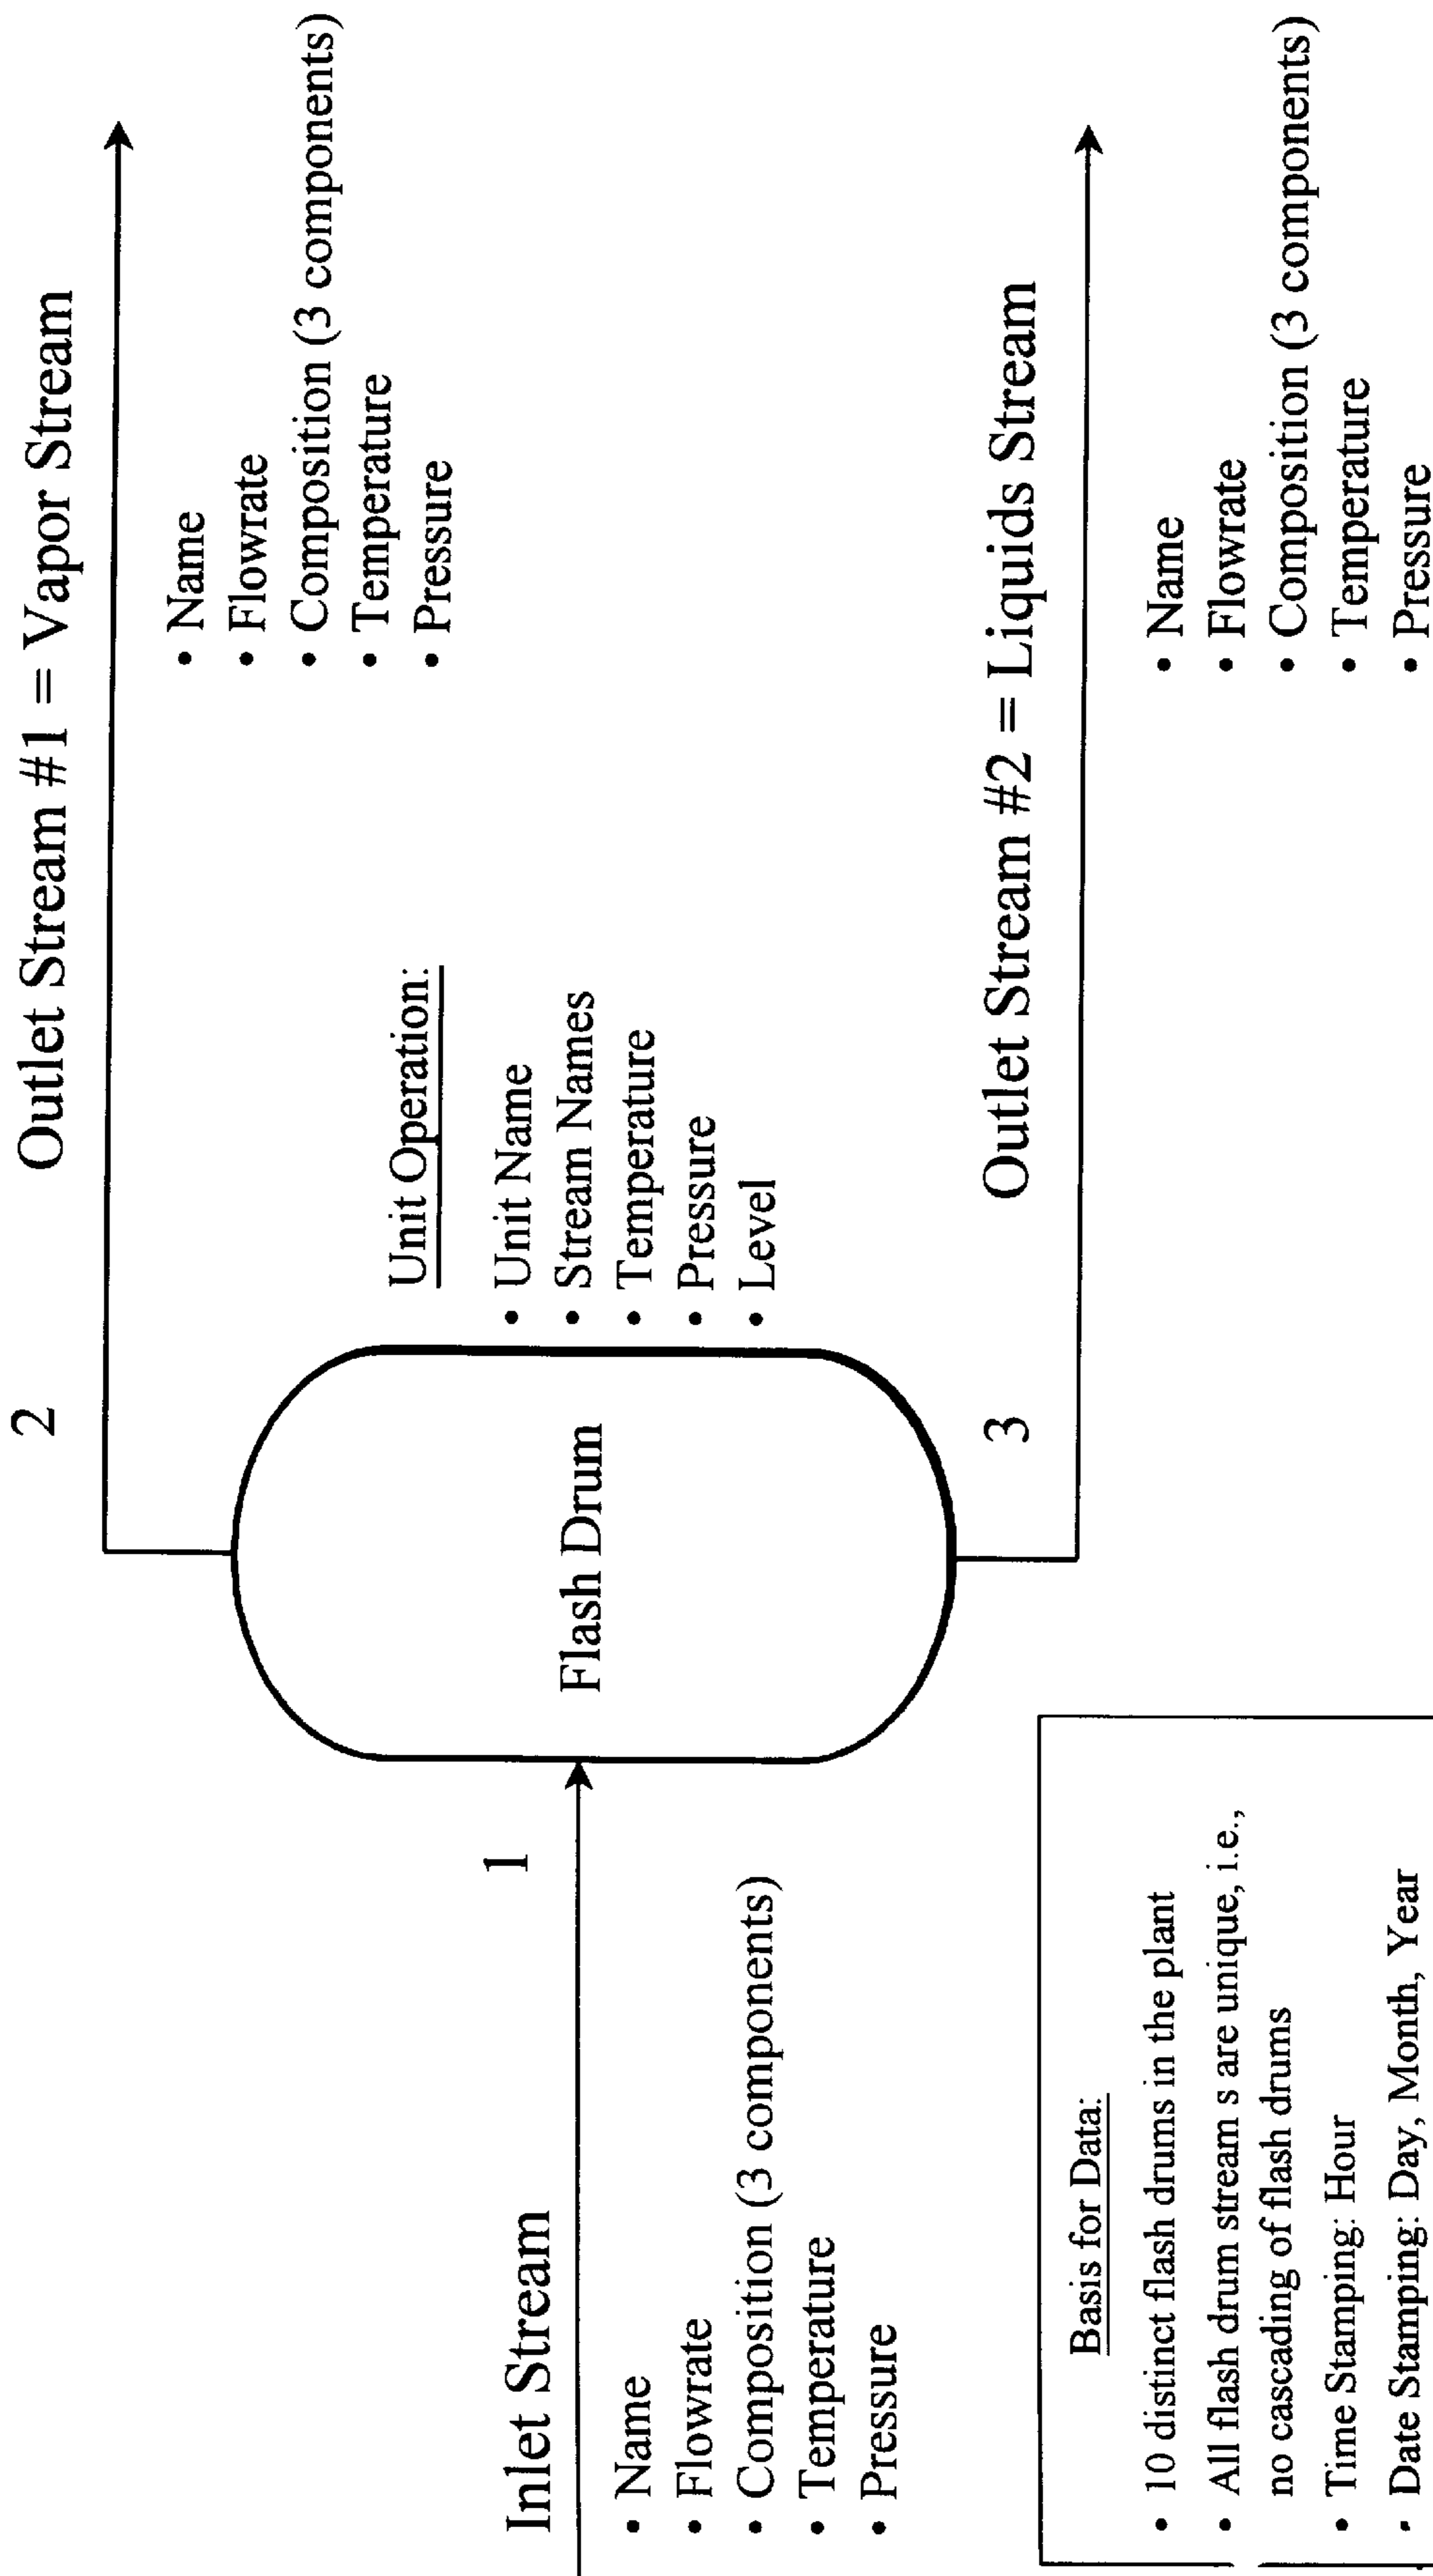 Outlet Stream #1 = Vapor Stream
2
• Name
• Flowrate
• Composition (3 components)
• Temperature
• Pressure
Unit Operation:
• Unit Name
• Stream Names
• Temperature
• Pressure
• Level
Flash Drum
1
Inlet Stream
• Name
• Flowrate
• Composition (3 components)
• Temperature
• Pressure
3
Outlet Stream #2 = Liquids Stream
• Name
• Flowrate
• Composition (3 components)
• Temperature
• Pressure
Basis for Data:
• 10 distinct flash drums in the plant
• All flash drum stream s are unique, i.e.,
no cascading of flash drums
• Time Stamping: Hour
• Date Stamping: Day, Month, Year